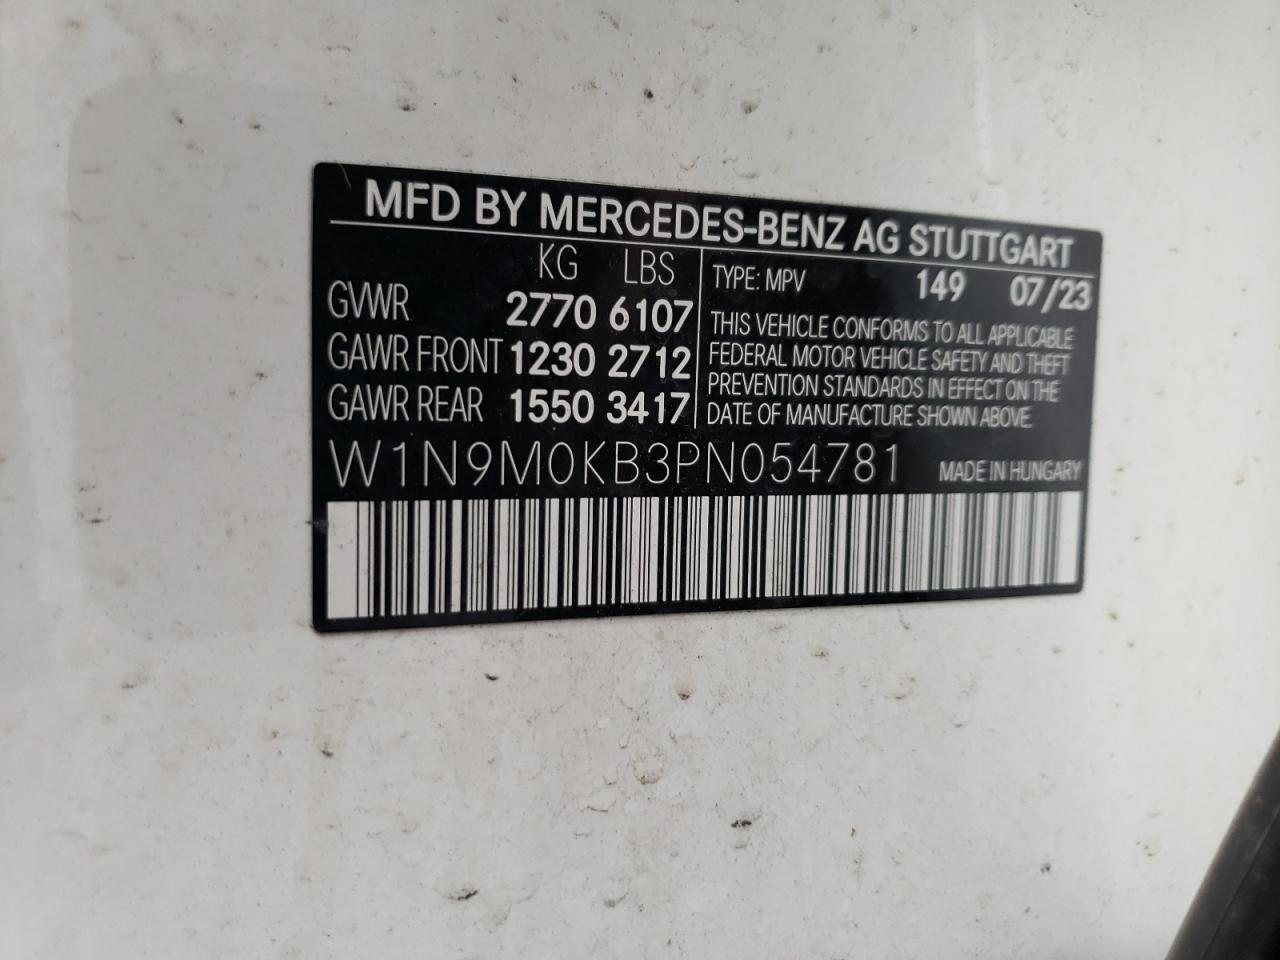 MFD BY MERCEDES-BENZ AG STUTTGART
KG LBS
GVWR 2770 6107
GAWR FRONT 1230 2712
GAWR REAR 1550 3417
TYPE: MPV 149 07/23
THIS VEHICLE CONFORMS TO ALL APPLICABLE
FEDERAL MOTOR VEHICLE SAFETY AND THEFT
PREVENTION STANDARDS IN EFFECT ON THE
DATE OF MANUFACTURE SHOWN ABOVE.
W1N9M0KB3PN054781 MADE IN HUNGARY